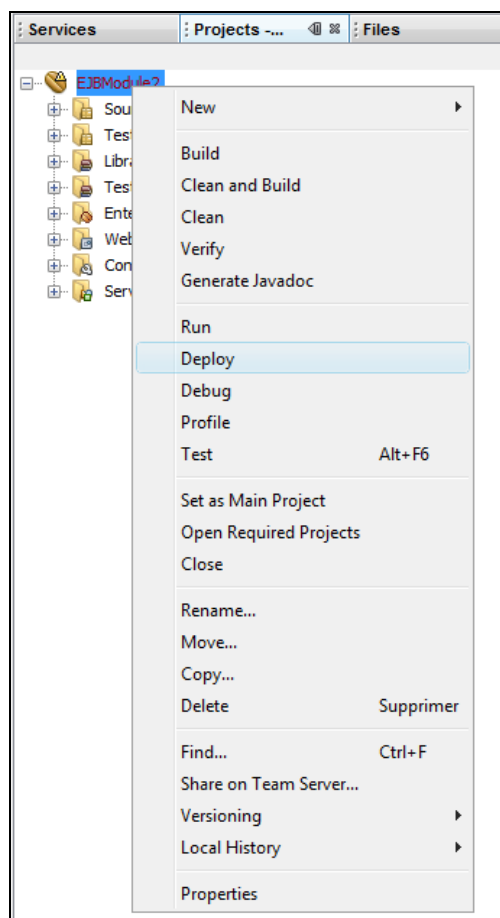 Services
Projects -...
Files
EJBModule2
Sou
Tes
Libra
Tes
Ente
Web
Con
Serv
New
Build
Clean and Build
Clean
Verify
Generate Javadoc
Run
Deploy
Debug
Profile
Test Alt+F6
Set as Main Project
Open Required Projects
Close
Rename...
Move...
Copy...
Delete Supprimer
Find... Ctrl+F
Share on Team Server...
Versioning
Local History
Properties